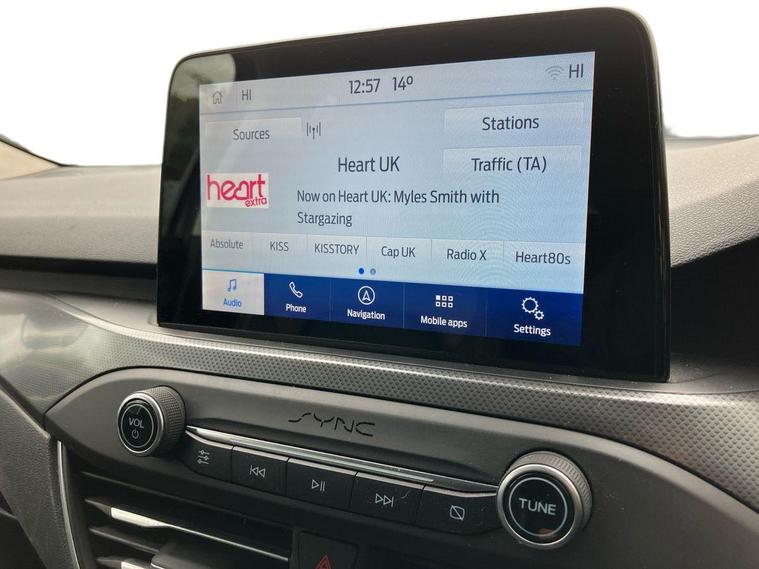 HI 12:57 14° HI
Sources Stations
Heart UK Traffic (TA)
heart
extra
Now on Heart UK: Myles Smith with
Stargazing
Absolute KISS KISSTORY Cap UK Radio X Heart80s
Audio Phone Navigation Mobile apps Settings
SYNC
VOL
TUNE